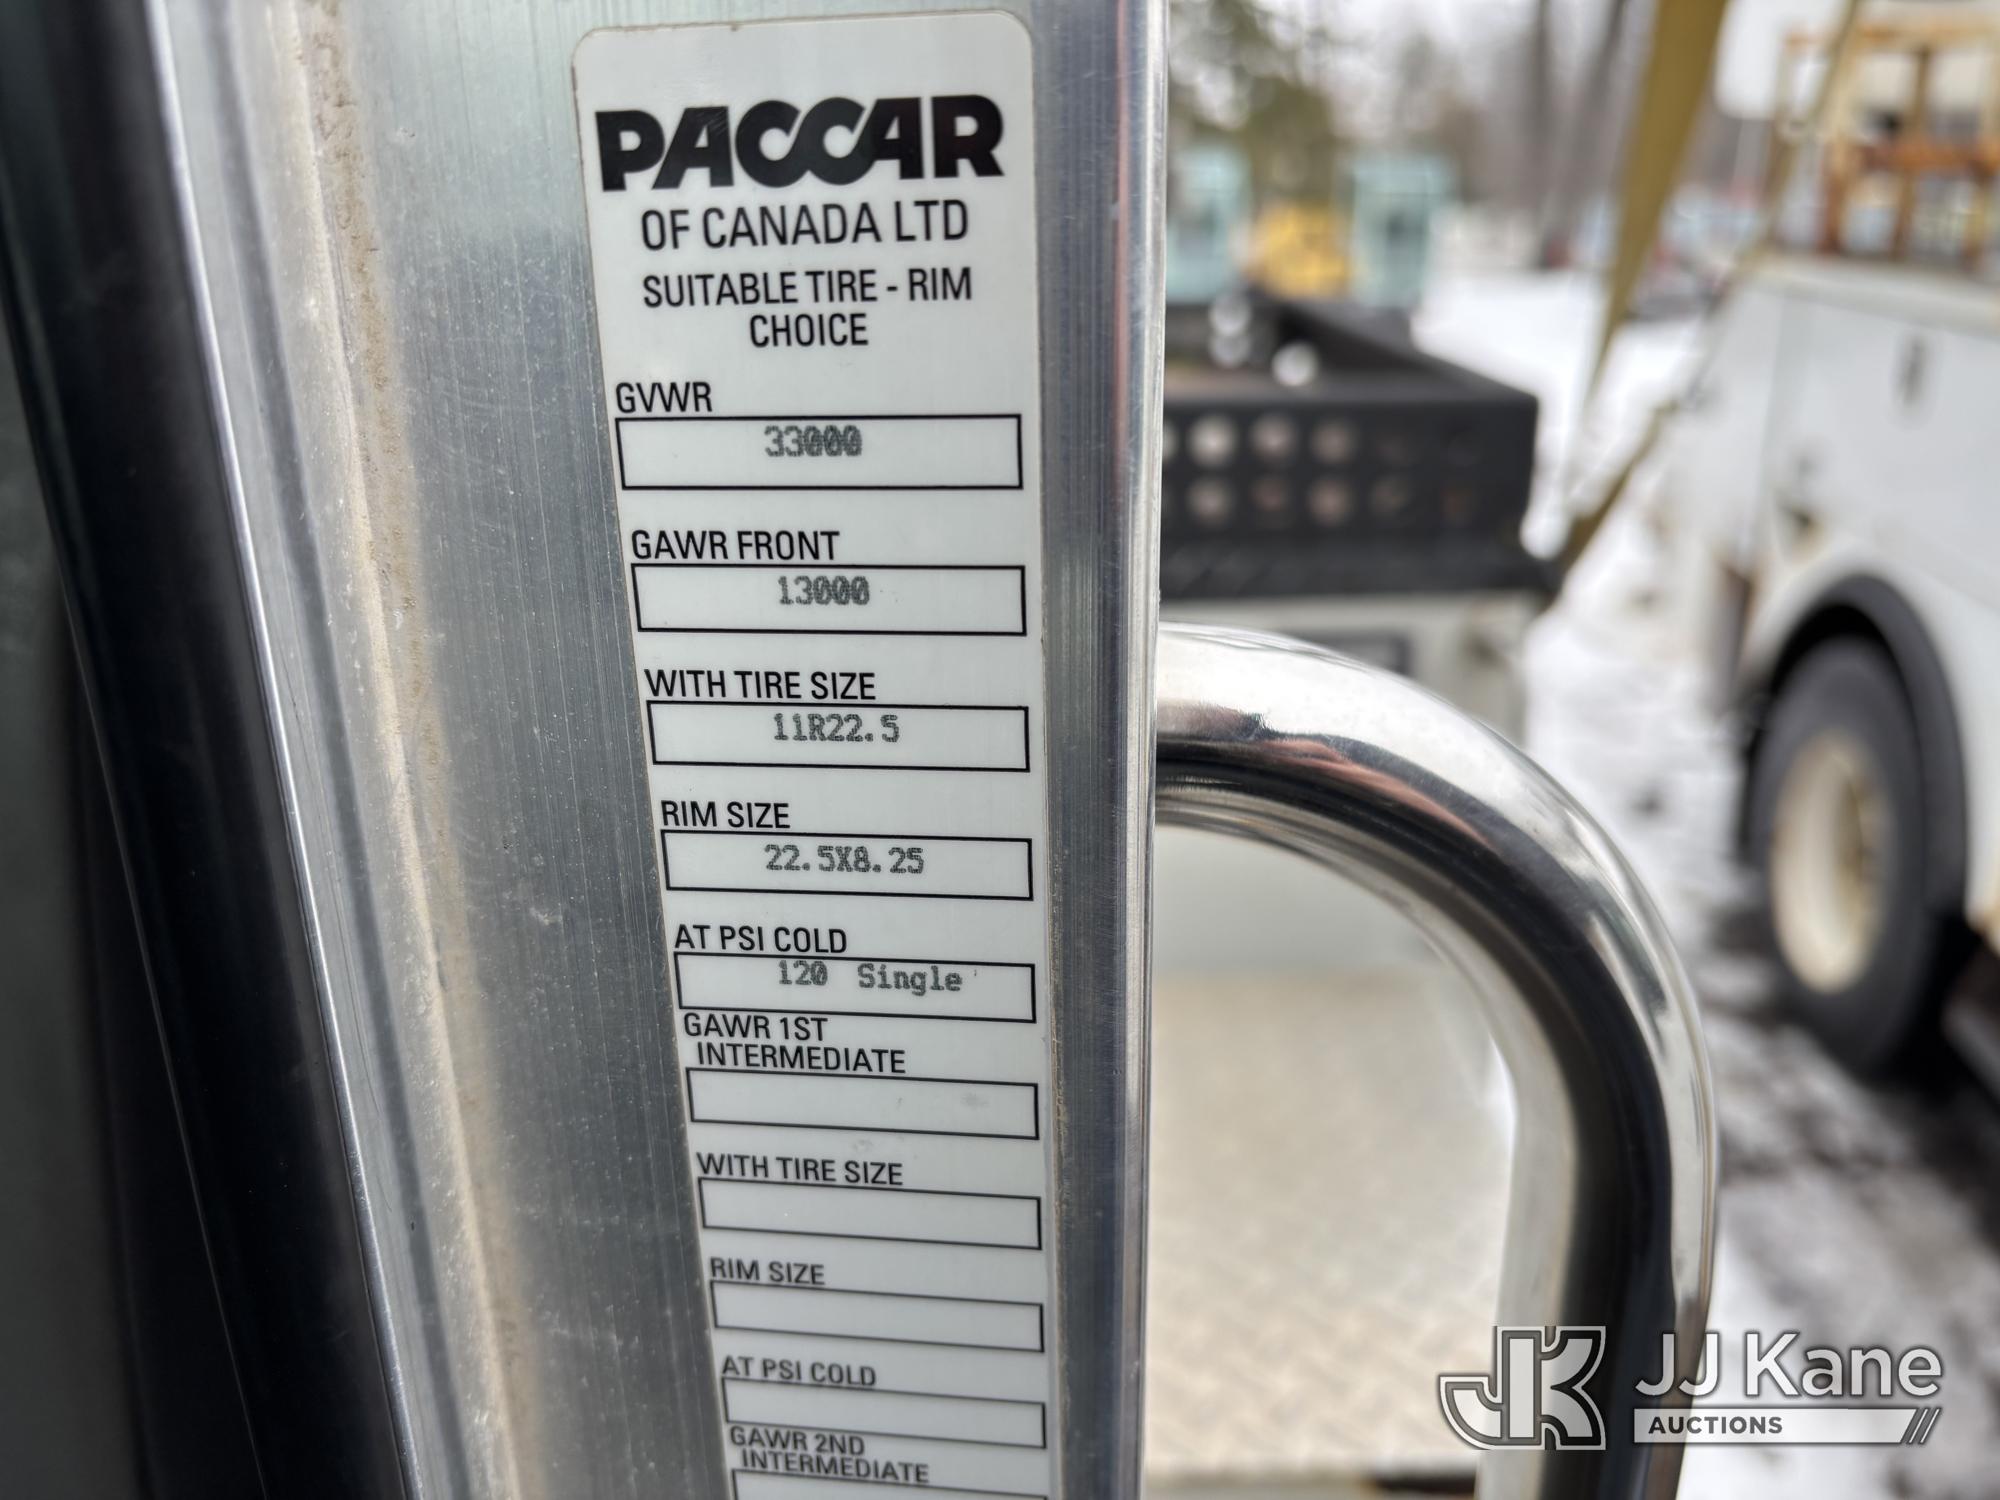 PACCAR
OF CANADA LTD
SUITABLE TIRE - RIM
CHOICE
GVWR
33000
GAWR FRONT
13000
WITH TIRE SIZE
11R22.5
RIM SIZE
22.5X8.25
AT PSI COLD
120 Single
GAWR 1ST
INTERMEDIATE
WITH TIRE SIZE
RIM SIZE
AT PSI COLD
GAWR 2ND
INTERMEDIATE
JK JJ Kane
AUCTIONS